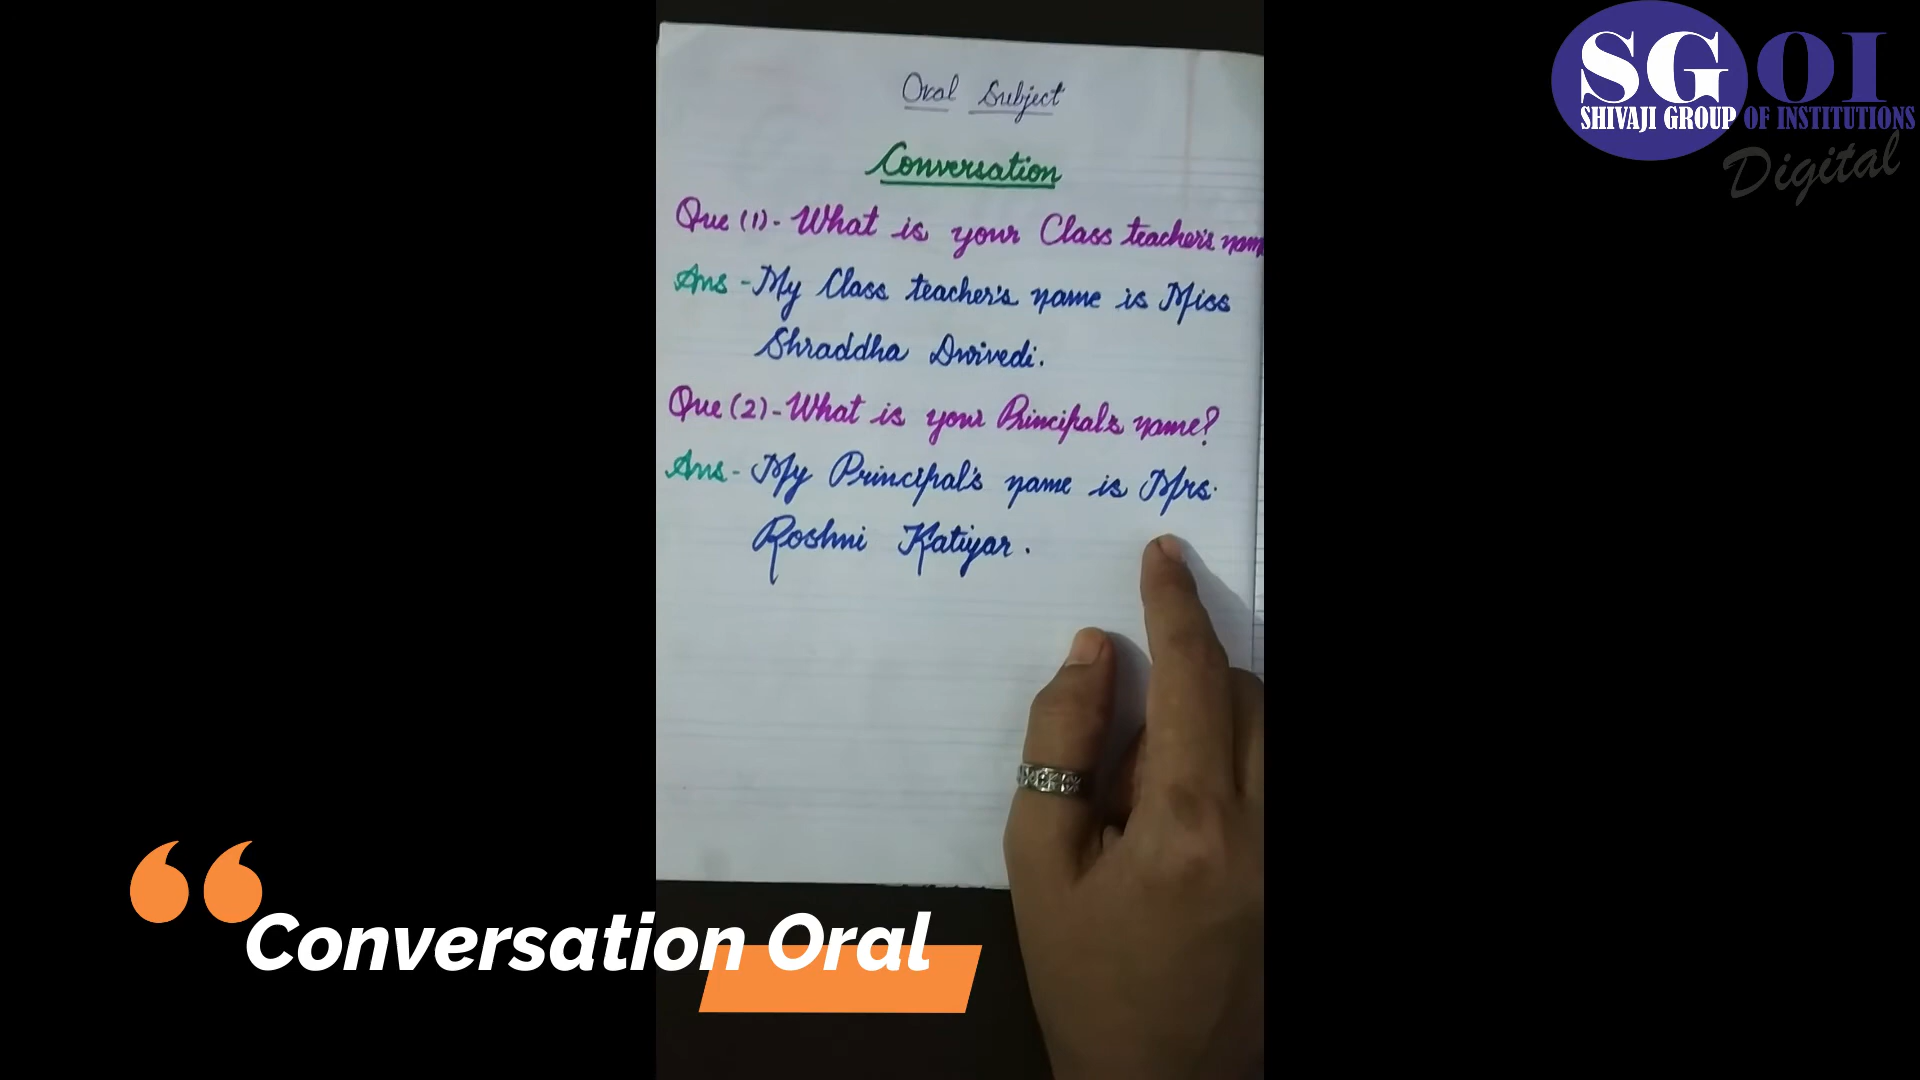 Oral Subject
Conversation
Que (1)- What is your Class teacher's name
Ans - My Class teacher's name is Miss
Shraddha Dwivedi.
Que (2)- What is your Principal's name?
Ans - My Principal's name is Mrs.
Roshni Katiyar.
SGOI
SHIVAJI GROUP OF INSTITUTIONS
Digital
Conversation Oral